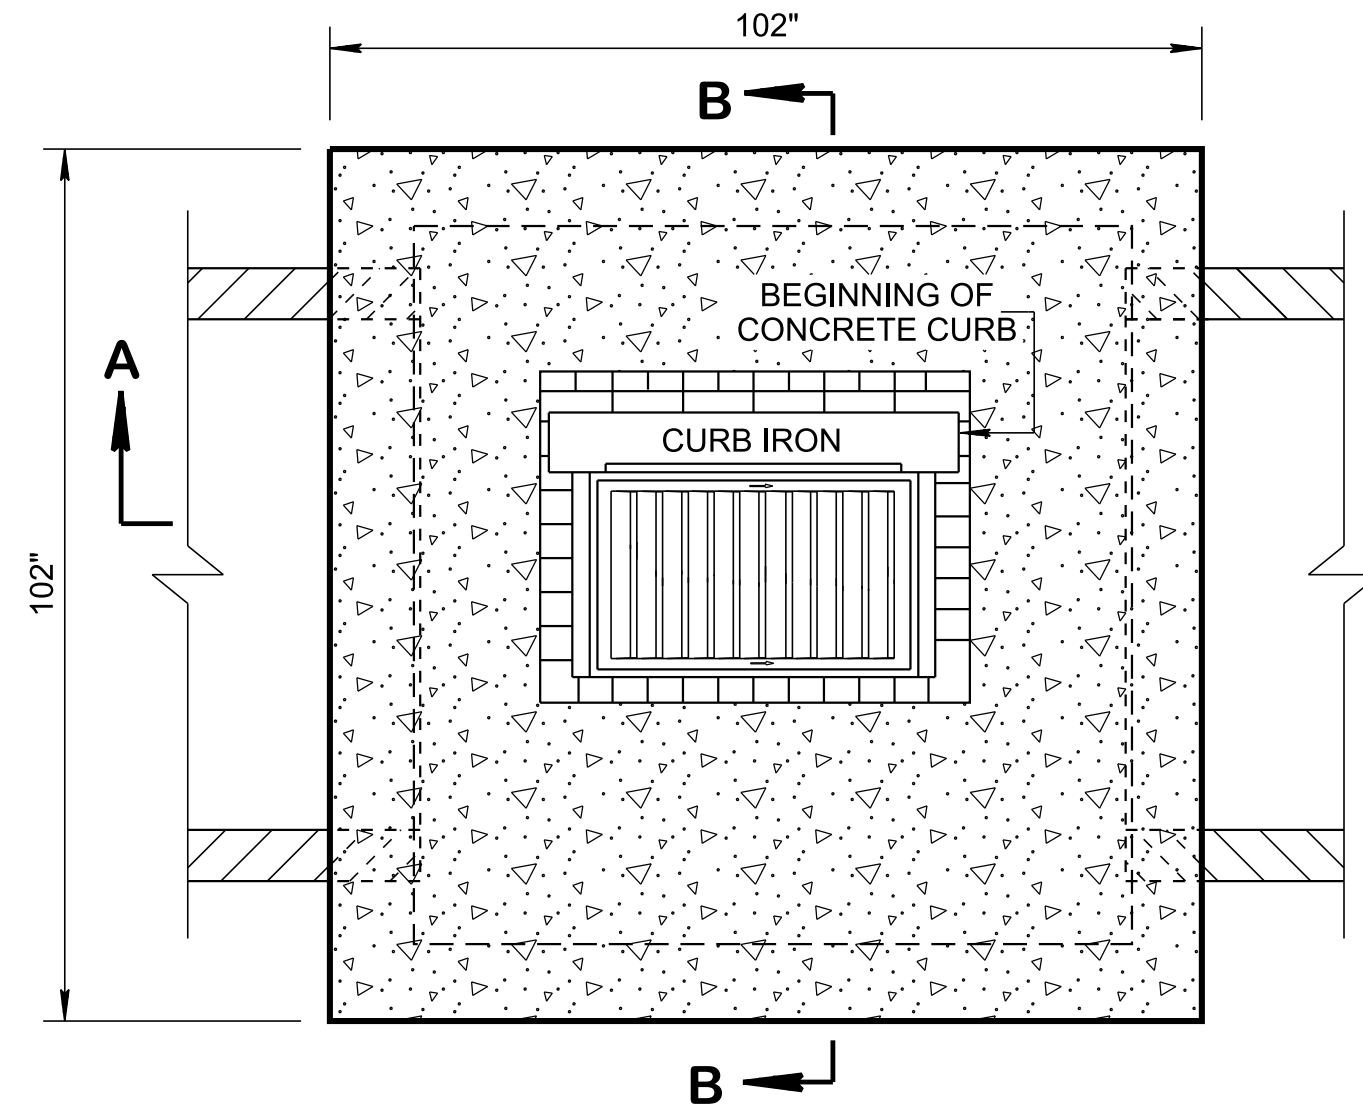 102"
B
BEGINNING OF
CONCRETE CURB
A
CURB IRON
102"
B